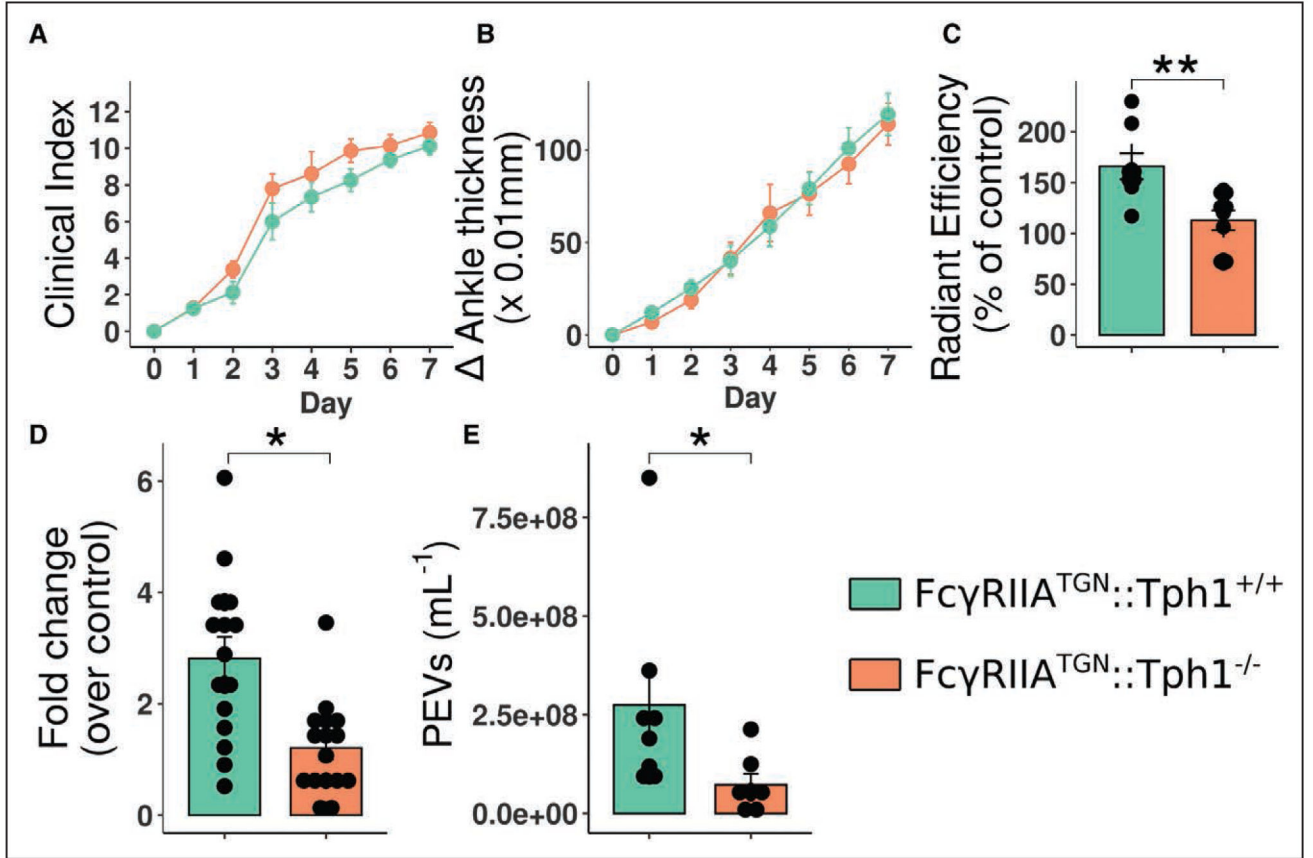 A
Clinical Index
12
10
8
6
4
2
0
0 1 2 3 4 5 6 7
Day
B
Δ Ankle thickness
(x 0.01mm)
100
50
0
0 1 2 3 4 5 6 7
Day
C
Radiant Efficiency
(% of control)
200
150
100
50
0
**
D
Fold change
(over control)
6
4
2
0
*
E
PEVs (mL⁻¹)
7.5e+08
5.0e+08
2.5e+08
0.0e+00
*
FcγRIIAᵀᴳᴺ::Tph1⁺/⁺
FcγRIIAᵀᴳᴺ::Tph1⁻/⁻